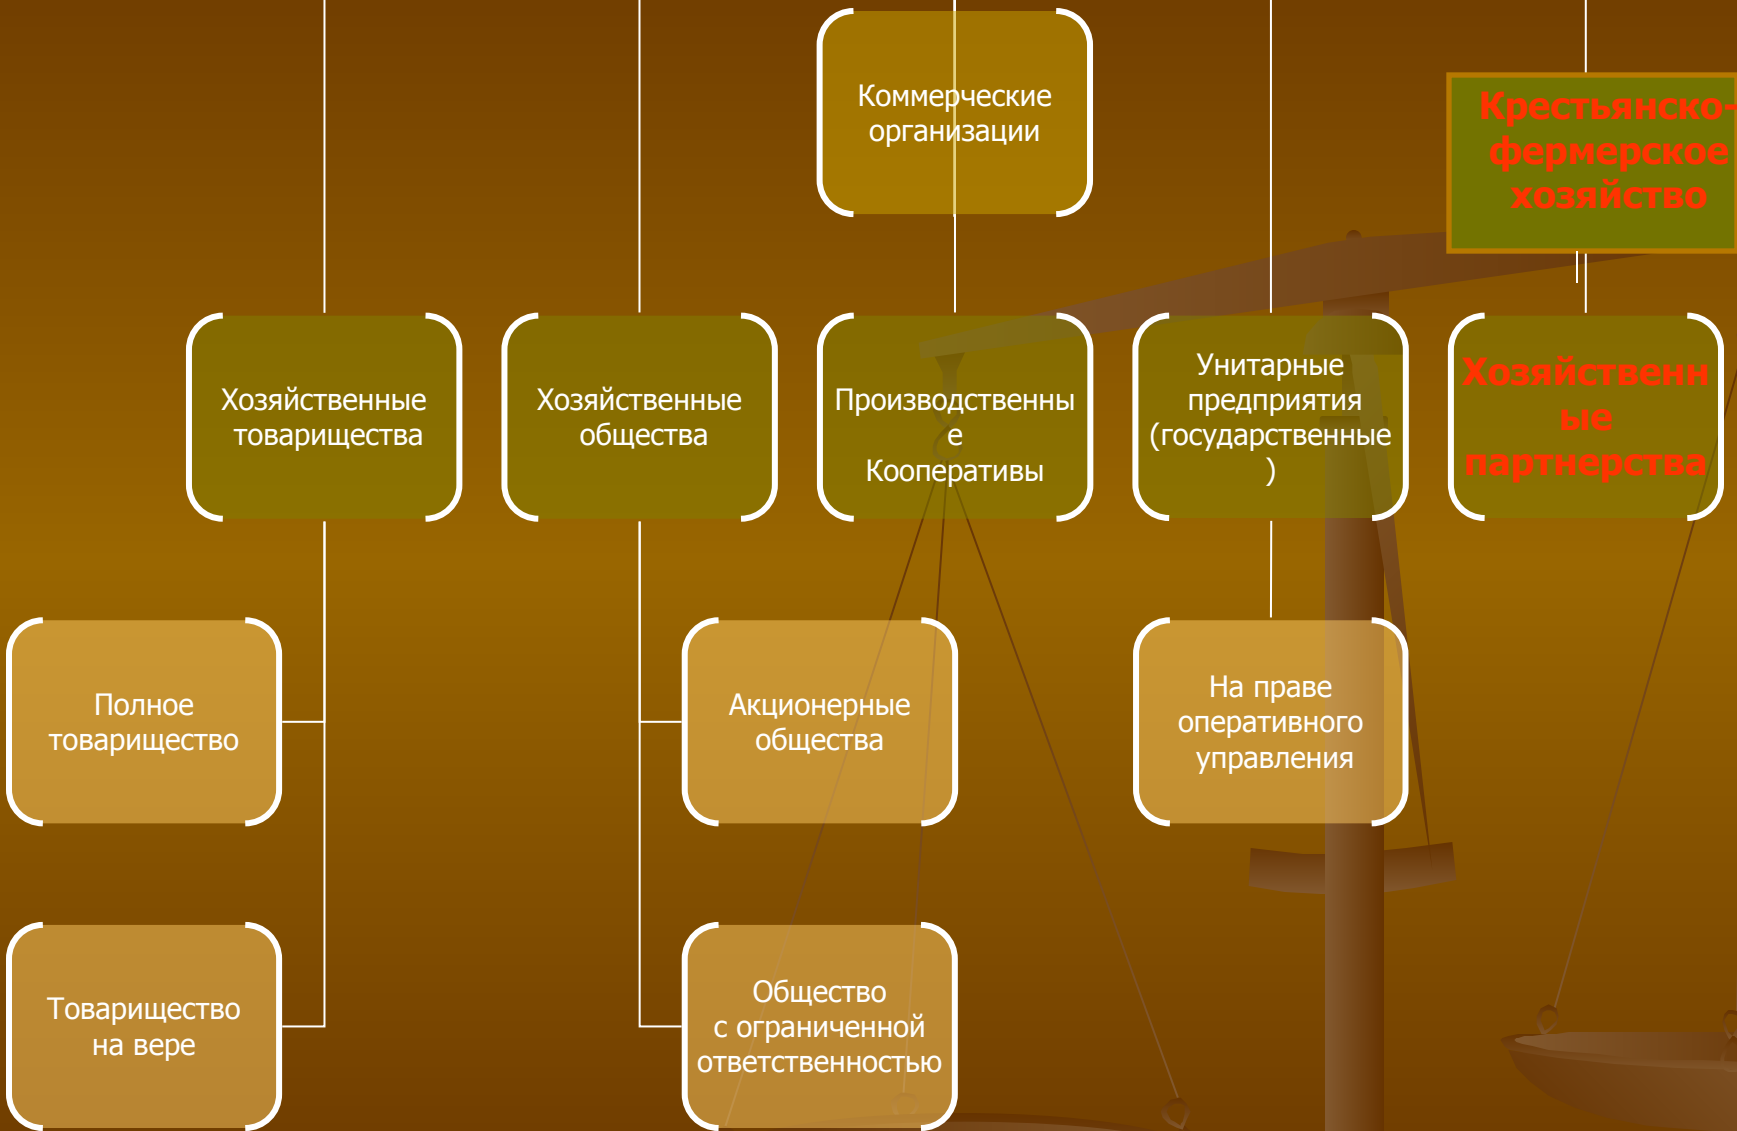 Коммерческие
организации
Крестьянско-
фермерское
хозяйство
Хозяйственные
товарищества
Хозяйственные
общества
Производственны
е
Кооперативы
Унитарные
предприятия
(государственные
)
Хозяйственн
ые
партнерства
Полное
товарищество
Акционерные
общества
На праве
оперативного
управления
Товарищество
на вере
Общество
с ограниченной
ответственностью